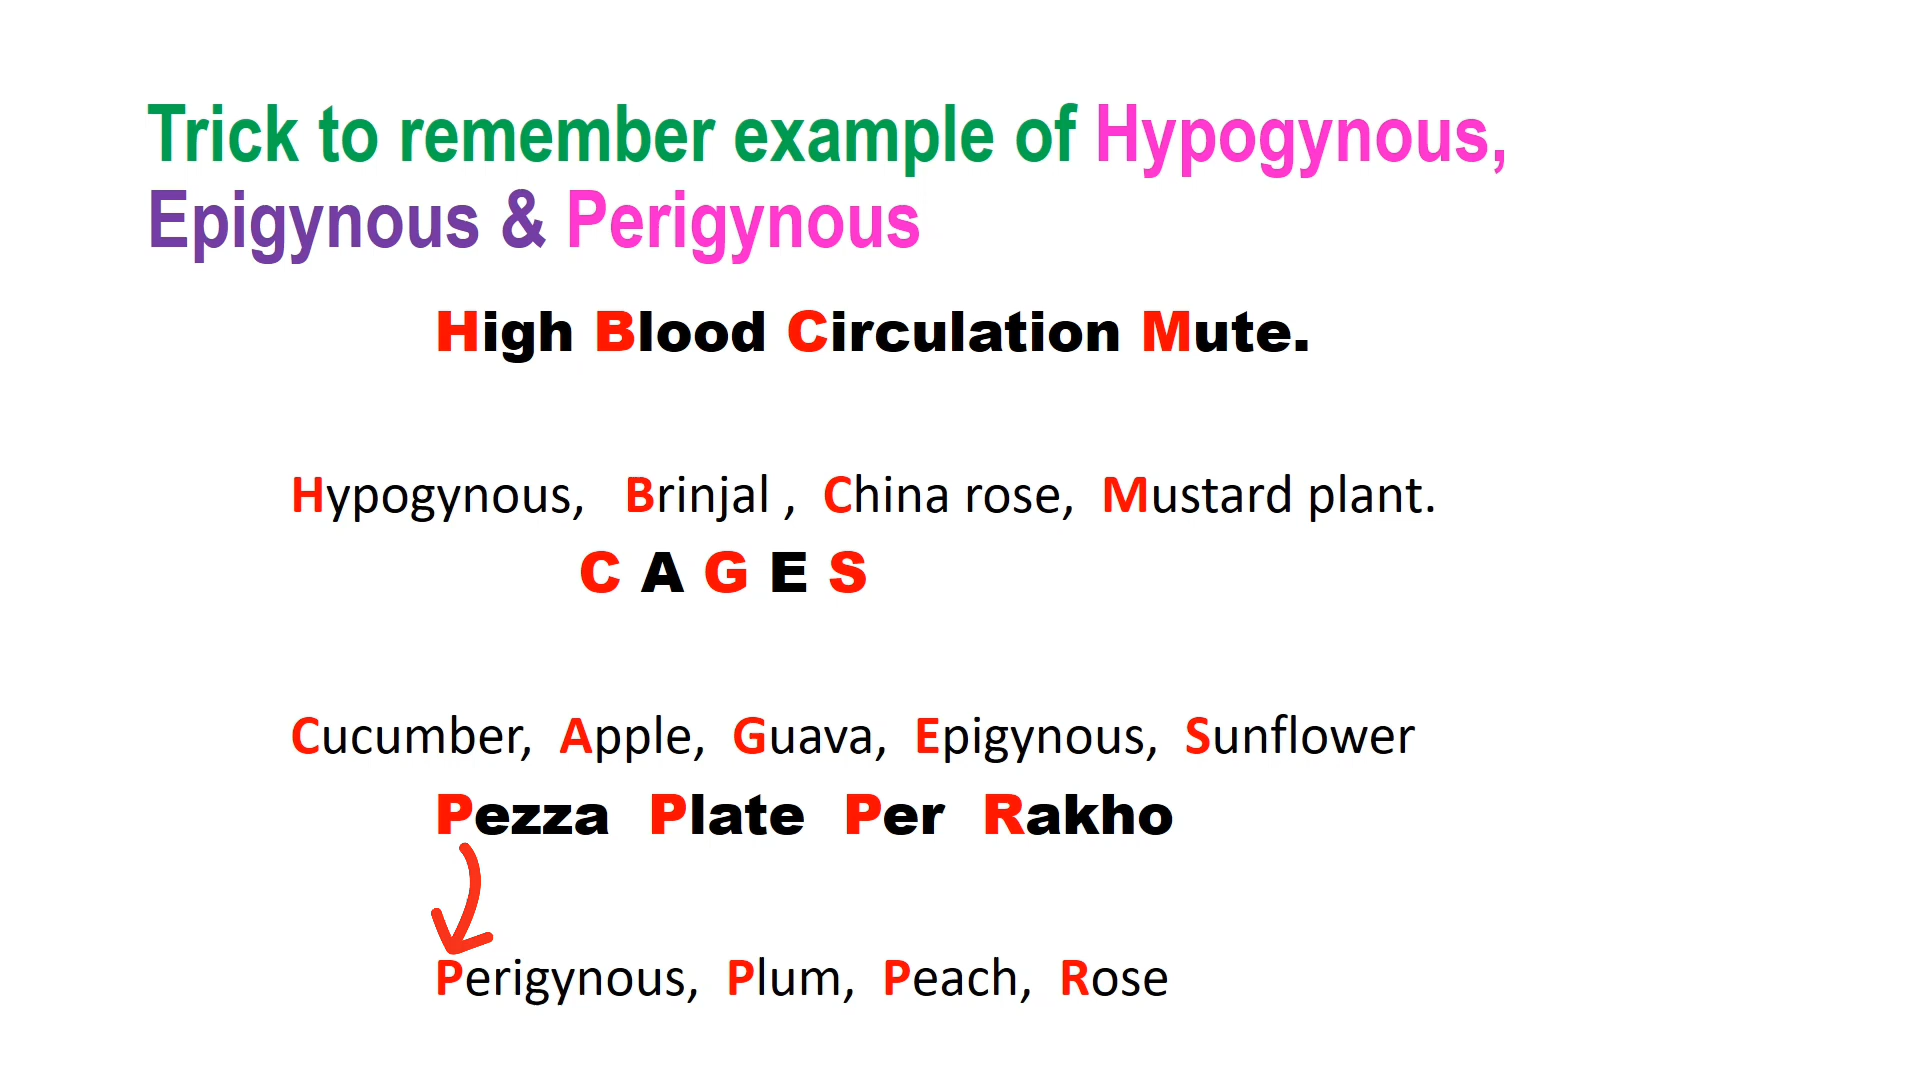 Trick to remember example of Hypogynous,
Epigynous & Perigynous
High Blood Circulation Mute.
Hypogynous, Brinjal , China rose, Mustard plant.
C A G E S
Cucumber, Apple, Guava, Epigynous, Sunflower
Pezza Plate Per Rakho
Perigynous, Plum, Peach, Rose